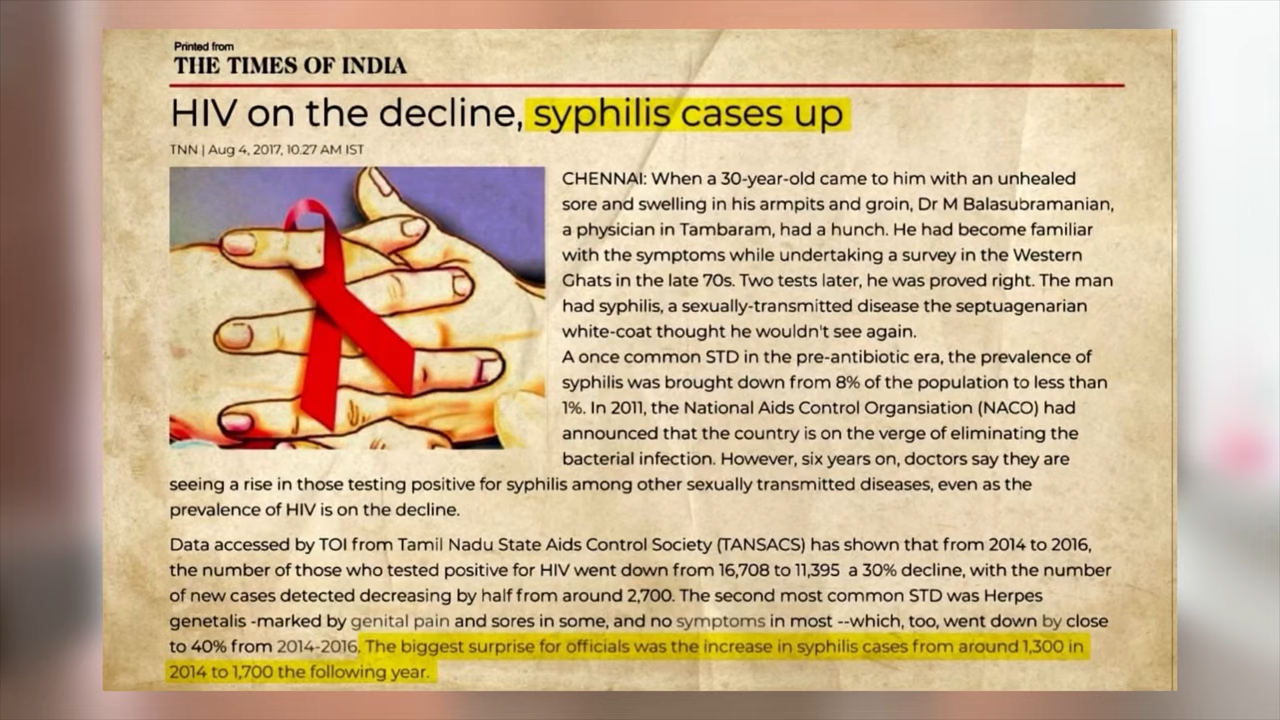 Printed from
THE TIMES OF INDIA
HIV on the decline, syphilis cases up
TNN | Aug 4, 2017, 10.27 AM IST
CHENNAI: When a 30-year-old came to him with an unhealed
sore and swelling in his armpits and groin, Dr M Balasubramanian,
a physician in Tambaram, had a hunch. He had become familiar
with the symptoms while undertaking a survey in the Western
Ghats in the late 70s. Two tests later, he was proved right. The man
had syphilis, a sexually-transmitted disease the septuagenarian
white-coat thought he wouldn't see again.
A once common STD in the pre-antibiotic era, the prevalence of
syphilis was brought down from 8% of the population to less than
1%. In 2011, the National Aids Control Organsiation (NACO) had
announced that the country is on the verge of eliminating the
bacterial infection. However, six years on, doctors say they are
seeing a rise in those testing positive for syphilis among other sexually transmitted diseases, even as the
prevalence of HIV is on the decline.
Data accessed by TOI from Tamil Nadu State Aids Control Society (TANSACS) has shown that from 2014 to 2016,
the number of those who tested positive for HIV went down from 16,708 to 11,395 a 30% decline, with the number
of new cases detected decreasing by half from around 2,700. The second most common STD was Herpes
genetalis -marked by genital pain and sores in some, and no symptoms in most --which, too, went down by close
to 40% from 2014-2016. The biggest surprise for officials was the increase in syphilis cases from around 1,300 in
2014 to 1,700 the following year.